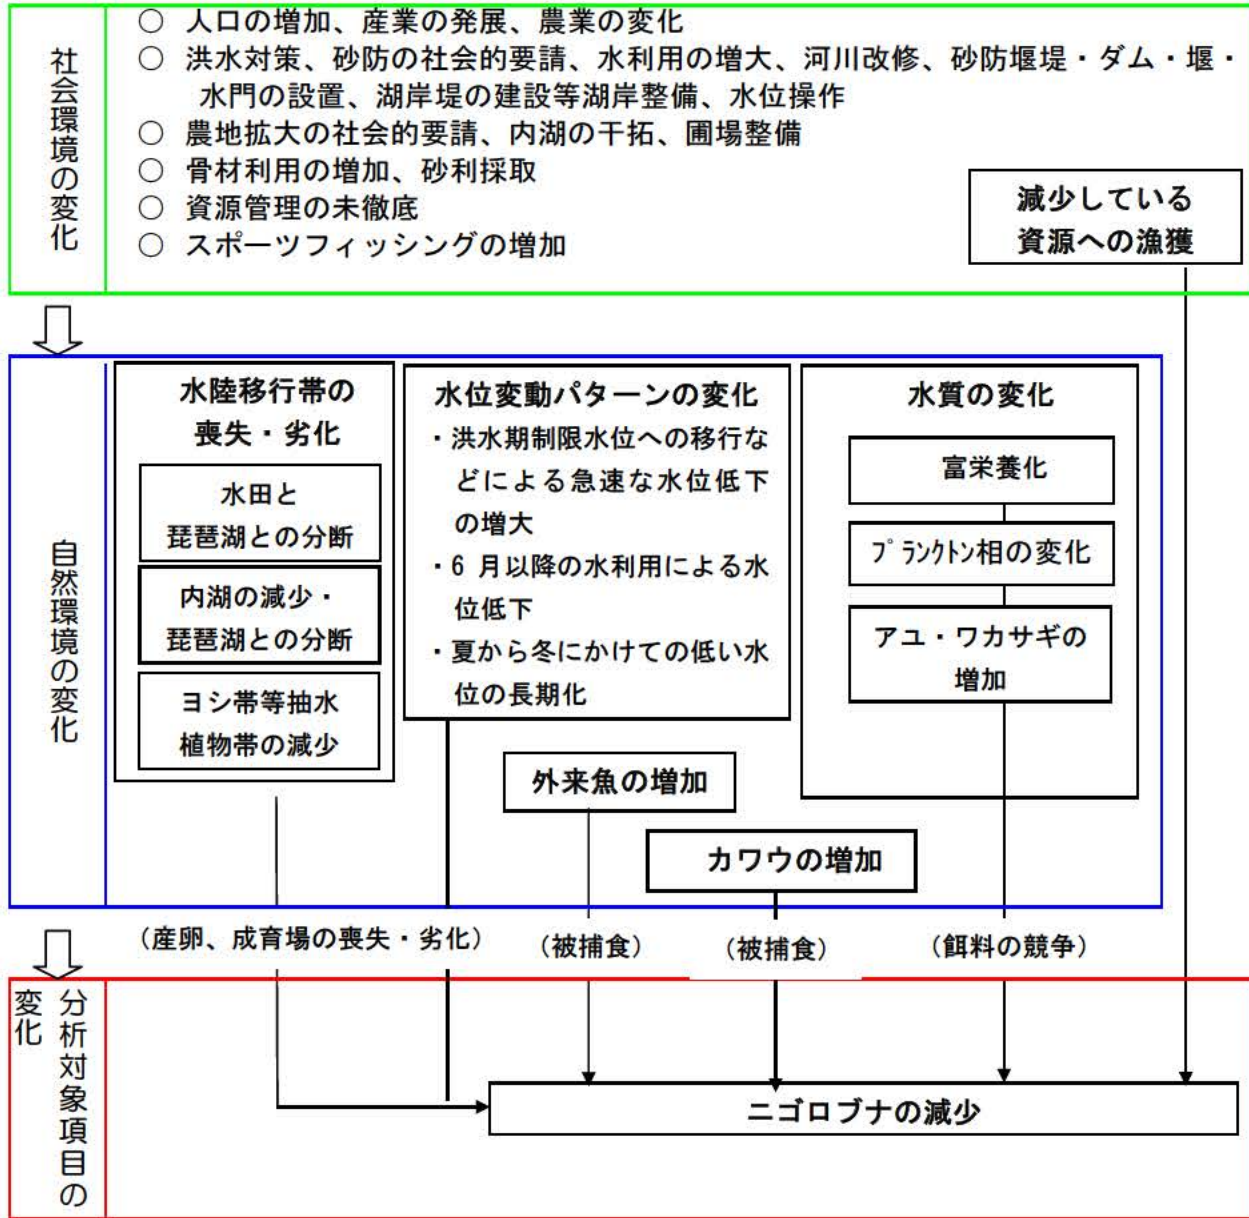 社会環境の変化
○ 人口の増加、産業の発展、農業の変化
○ 洪水対策、砂防の社会的要請、水利用の増大、河川改修、砂防堰堤・ダム・堰・
水門の設置、湖岸堤の建設等湖岸整備、水位操作
○ 農地拡大の社会的要請、内湖の干拓、圃場整備
○ 骨材利用の増加、砂利採取
○ 資源管理の未徹底
○ スポーツフィッシングの増加
減少している
資源への漁獲
自然環境の変化
水陸移行帯の
喪失・劣化
水田と
琵琶湖との分断
内湖の減少・
琵琶湖との分断
ヨシ帯等抽水
植物帯の減少
水位変動パターンの変化
・洪水期制限水位への移行な
どによる急速な水位低下
の増大
・6 月以降の水利用による水
位低下
・夏から冬にかけての低い水
位の長期化
水質の変化
富栄養化
プランクトン相の変化
アユ・ワカサギの
増加
外来魚の増加
カワウの増加
(産卵、成育場の喪失・劣化)
(被捕食)
(被捕食)
(餌料の競争)
分析対象項目の
変化
ニゴロブナの減少